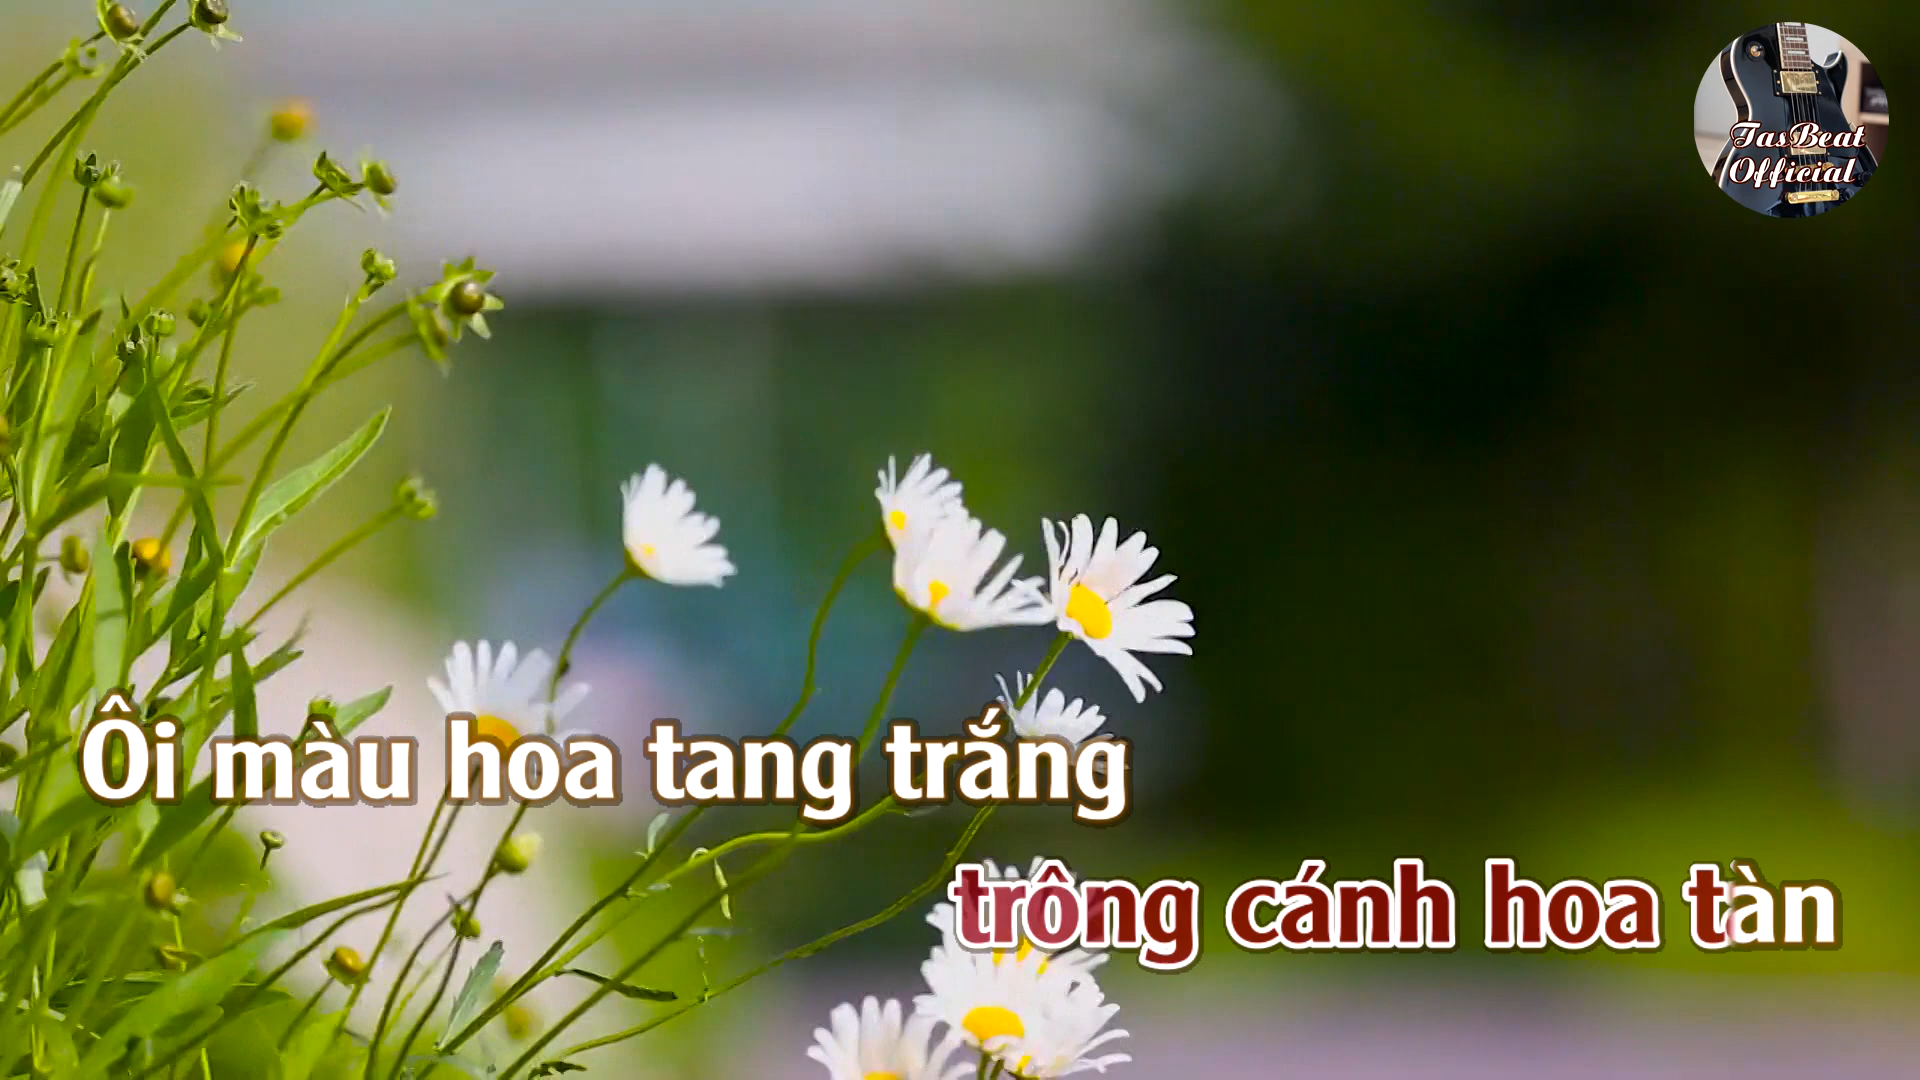 TasBeat
Official
Ôi màu hoa tang trắng
trông cánh hoa tàn